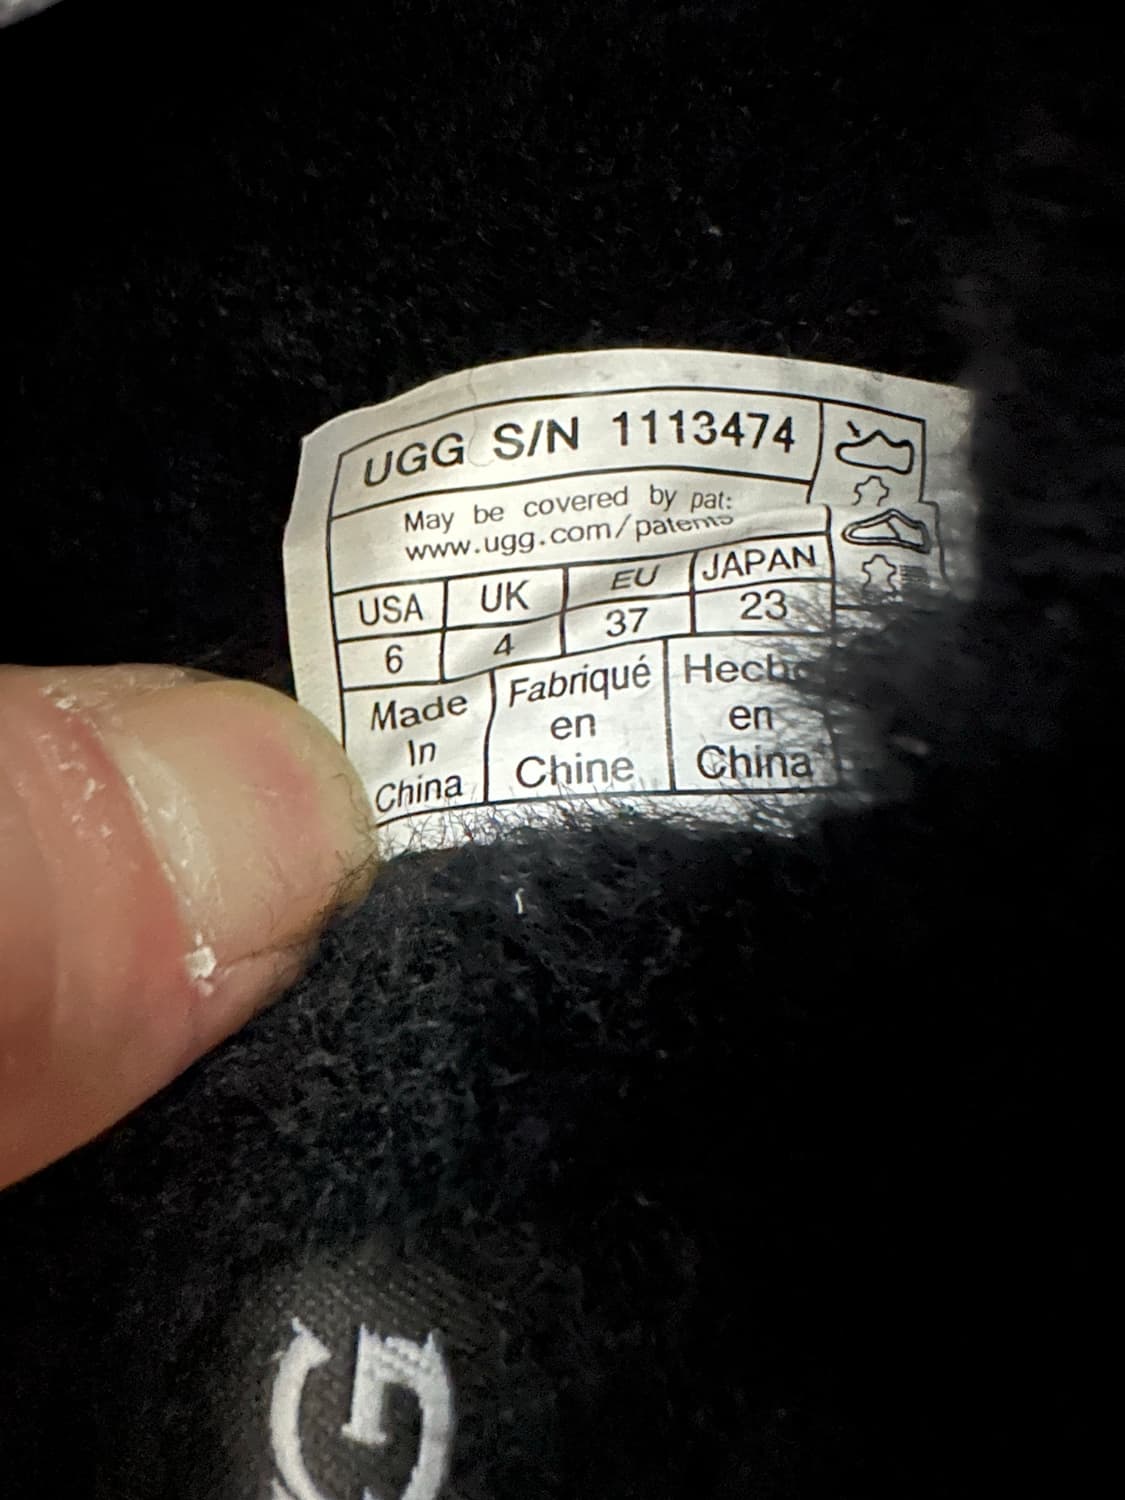 UGG S/N 1113474
May be covered by pat:
www.ugg.com/patents
USA UK EU JAPAN
6 4 37 23
Made In China
Fabriqué en Chine
Hecho en China
G